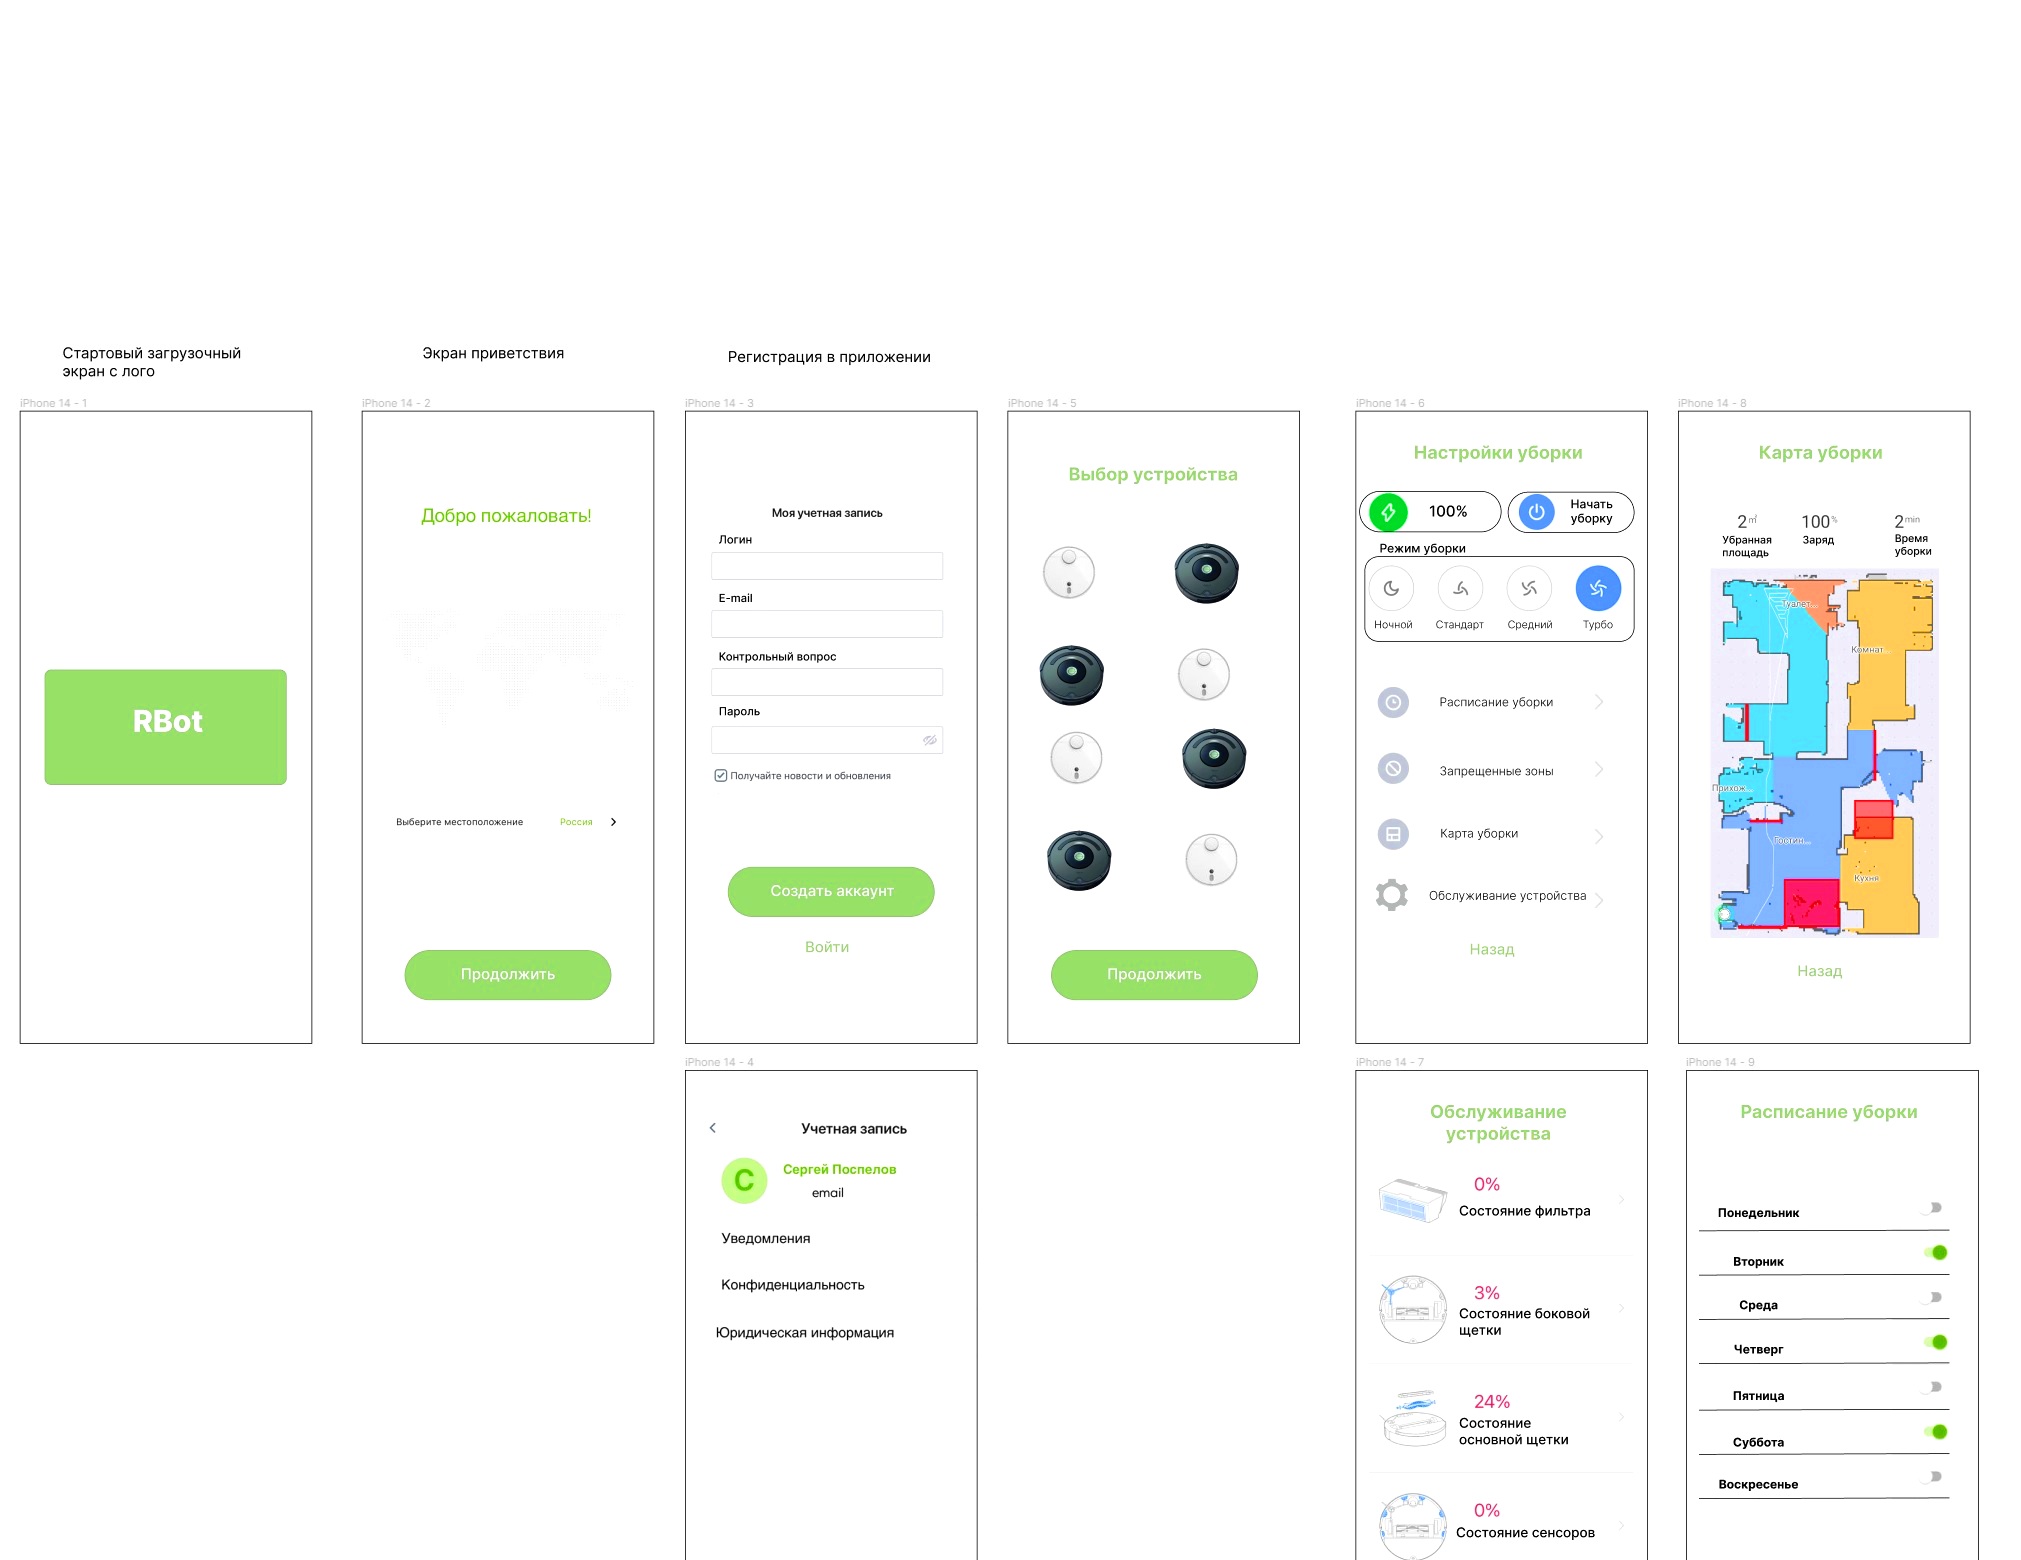 Стартовый загрузочный
экран с лого
Экран приветствия
Регистрация в приложении
iPhone 14 - 1
RBot
iPhone 14 - 2
Добро пожаловать!
Выберите местоположение
Россия
Продолжить
iPhone 14 - 3
Моя учетная запись
Логин
E-mail
Контрольный вопрос
Пароль
Получайте новости и обновления
Создать аккаунт
Войти
iPhone 14 - 5
Выбор устройства
Продолжить
iPhone 14 - 6
Настройки уборки
100%
Начать
уборку
Режим уборки
Ночной
Стандарт
Средний
Турбо
Расписание уборки
Запрещенные зоны
Карта уборки
Обслуживание устройства
Назад
iPhone 14 - 8
Карта уборки
2 m²
100 %
2 min
Убранная
площадь
Заряд
Время
уборки
Туалет...
Комнат...
Прихож...
Гостин...
Кухня
Назад
iPhone 14 - 4
Учетная запись
С
Сергей Поспелов
email
Уведомления
Конфиденциальность
Юридическая информация
iPhone 14 - 7
Обслуживание
устройства
0%
Состояние фильтра
3%
Состояние боковой
щетки
24%
Состояние
основной щетки
0%
Состояние сенсоров
iPhone 14 - 9
Расписание уборки
Понедельник
Вторник
Среда
Четверг
Пятница
Суббота
Воскресенье